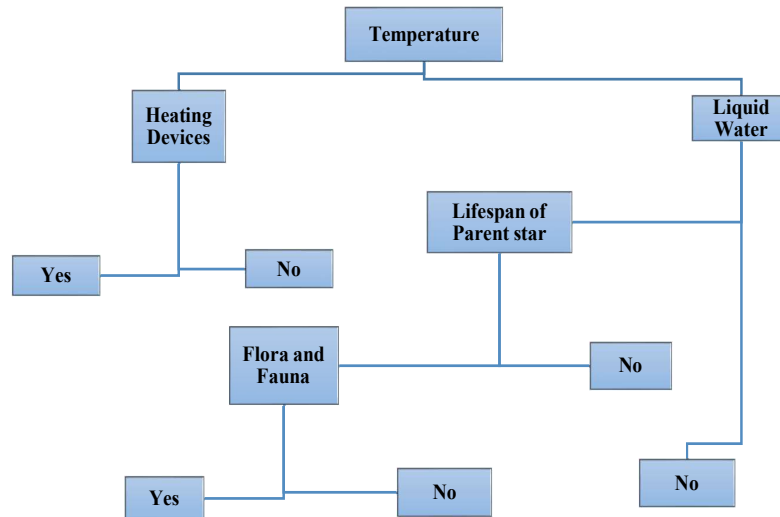 Temperature
Heating
Devices
Liquid
Water
Lifespan of
Parent star
Yes
No
Flora and
Fauna
No
Yes
No
No